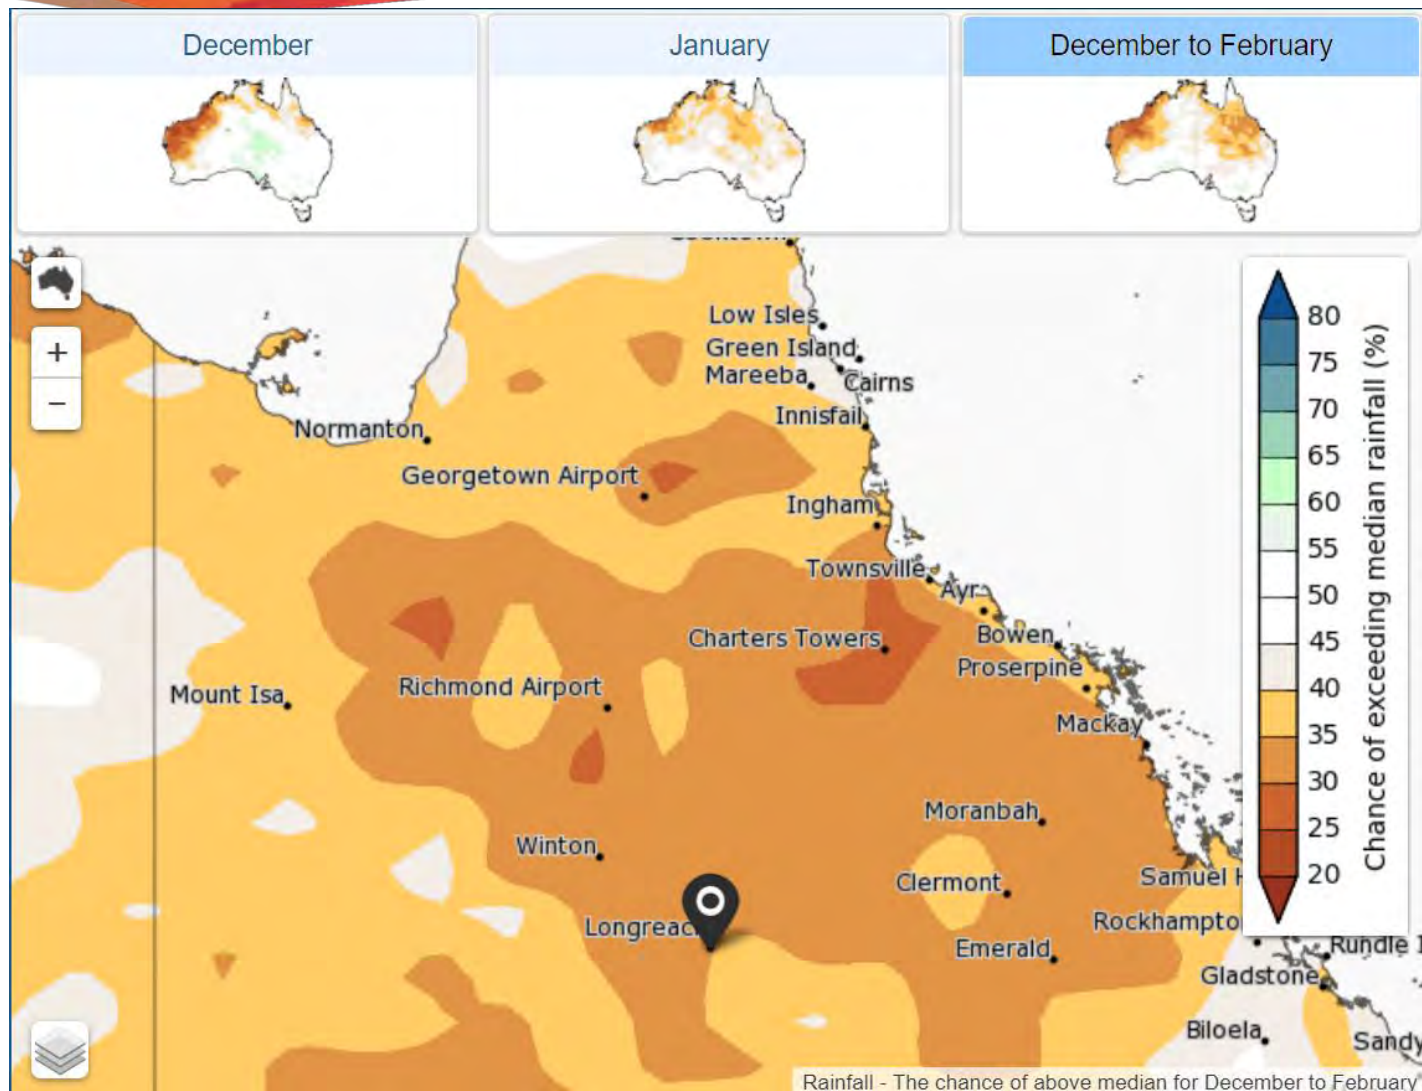 December
January
December to February
Low Isles
Green Island
Mareeba
Cairns
Innisfail
Normanton
Georgetown Airport
Ingham
Townsville
Ayr
Charters Towers
Bowen
Proserpine
Richmond Airport
Mount Isa
Mackay
Moranbah
Winton
Clermont
Samuel H
Longreac
Rockhampto
Emerald
Rundle I
Gladstone
Biloela
Sandy
+
−
80
75
70
65
60
55
50
45
40
35
30
25
20
Chance of exceeding median rainfall (%)
Rainfall - The chance of above median for December to February